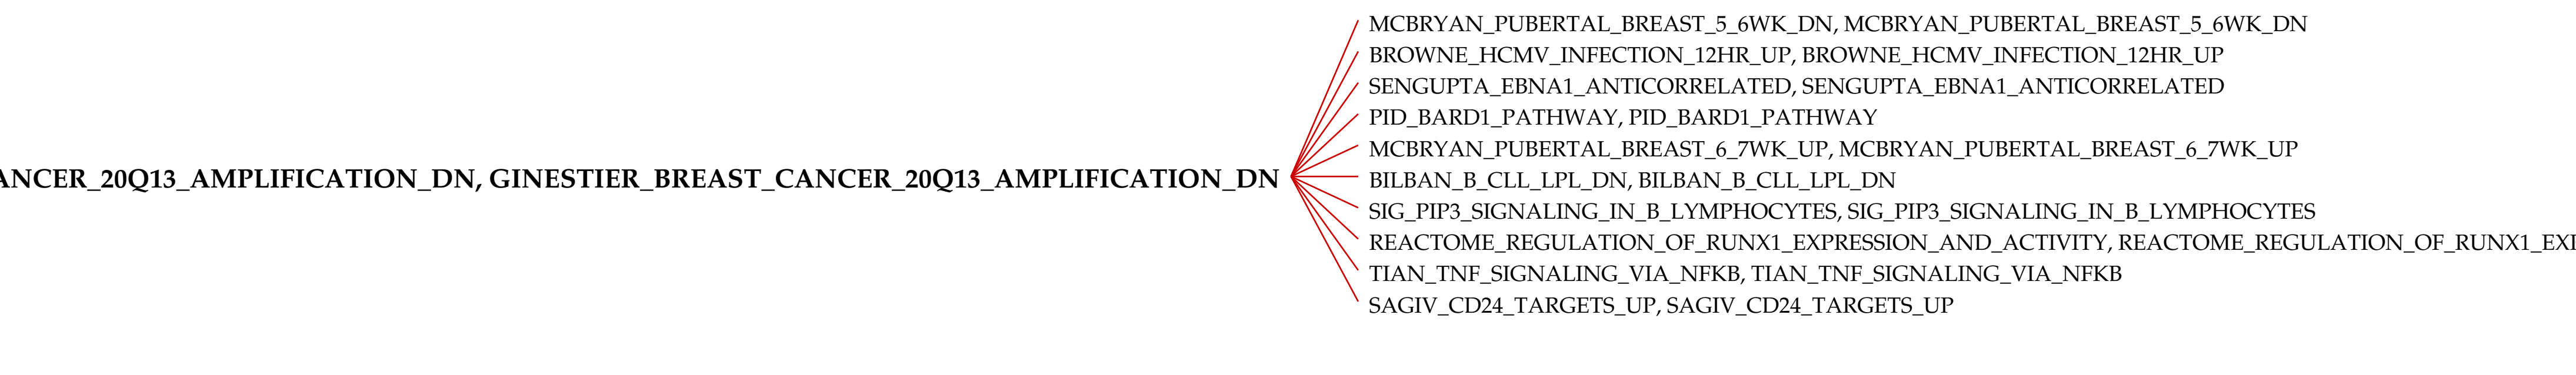 MCBRYAN_PUBERTAL_BREAST_5_6WK_DN, MCBRYAN_PUBERTAL_BREAST_5_6WK_DN
BROWNE_HCMV_INFECTION_12HR_UP, BROWNE_HCMV_INFECTION_12HR_UP
SENGUPTA_EBNA1_ANTICORRELATED, SENGUPTA_EBNA1_ANTICORRELATED
PID_BARD1_PATHWAY, PID_BARD1_PATHWAY
MCBRYAN_PUBERTAL_BREAST_6_7WK_UP, MCBRYAN_PUBERTAL_BREAST_6_7WK_UP
ANCER_20Q13_AMPLIFICATION_DN, GINESTIER_BREAST_CANCER_20Q13_AMPLIFICATION_DN
BILBAN_B_CLL_LPL_DN, BILBAN_B_CLL_LPL_DN
SIG_PIP3_SIGNALING_IN_B_LYMPHOCYTES, SIG_PIP3_SIGNALING_IN_B_LYMPHOCYTES
REACTOME_REGULATION_OF_RUNX1_EXPRESSION_AND_ACTIVITY, REACTOME_REGULATION_OF_RUNX1_EX
TIAN_TNF_SIGNALING_VIA_NFKB, TIAN_TNF_SIGNALING_VIA_NFKB
SAGIV_CD24_TARGETS_UP, SAGIV_CD24_TARGETS_UP